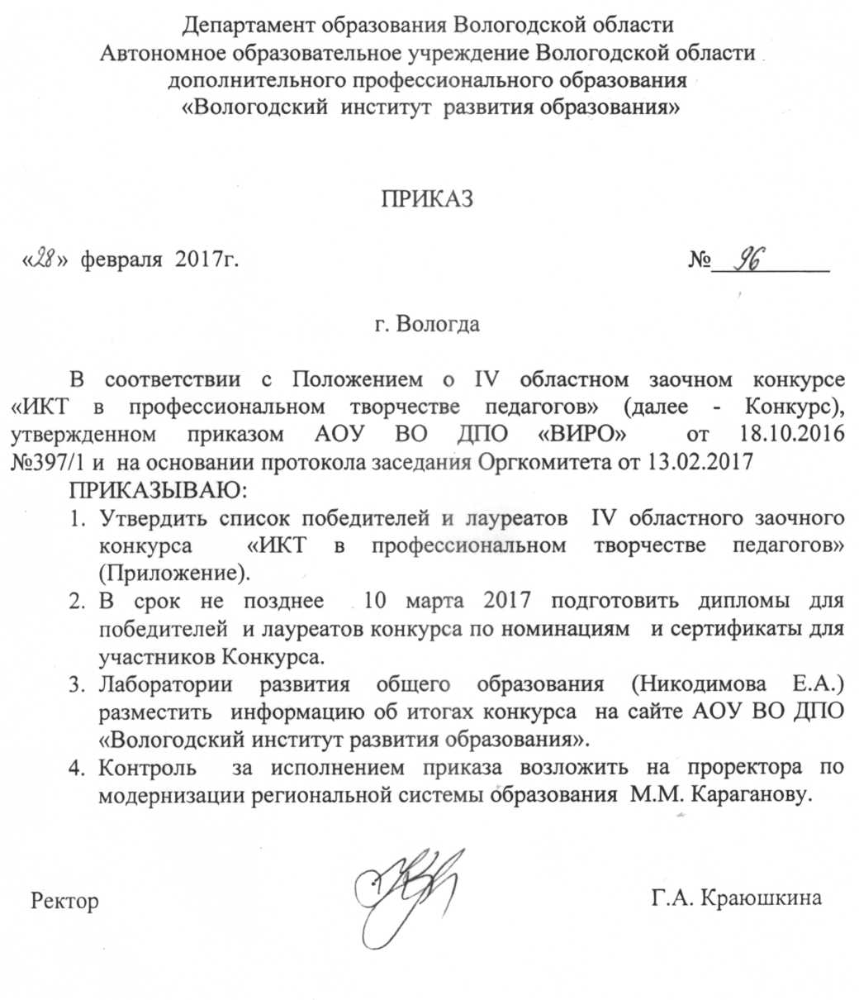 Департамент образования Вологодской области
Автономное образовательное учреждение Вологодской области
дополнительного профессионального образования
«Вологодский институт развития образования»
ПРИКАЗ
«28» февраля 2017г. № 96
г. Вологда
В соответствии с Положением о IV областном заочном конкурсе
«ИКТ в профессиональном творчестве педагогов» (далее - Конкурс),
утвержденном приказом АОУ ВО ДПО «ВИРО» от 18.10.2016
№397/1 и на основании протокола заседания Оргкомитета от 13.02.2017
ПРИКАЗЫВАЮ:
1. Утвердить список победителей и лауреатов IV областного заочного
конкурса «ИКТ в профессиональном творчестве педагогов»
(Приложение).
2. В срок не позднее 10 марта 2017 подготовить дипломы для
победителей и лауреатов конкурса по номинациям и сертификаты для
участников Конкурса.
3. Лаборатории развития общего образования (Никодимова Е.А.)
разместить информацию об итогах конкурса на сайте АОУ ВО ДПО
«Вологодский институт развития образования».
4. Контроль за исполнением приказа возложить на проректора по
модернизации региональной системы образования М.М. Караганову.
Ректор Г.А. Краюшкина